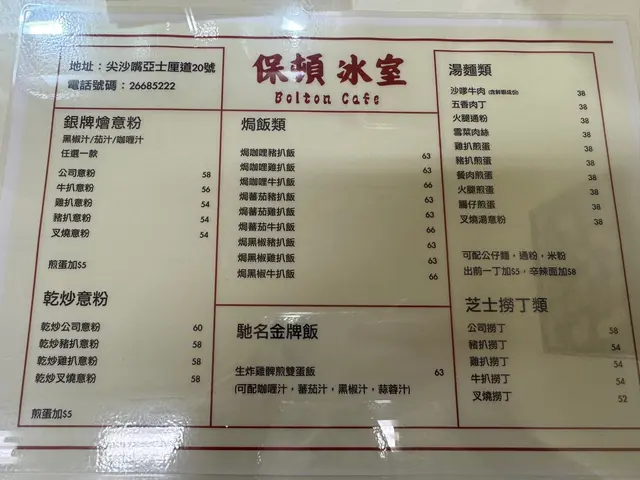 地址：尖沙嘴亞士厘道20號
電話號碼：26685222
保頓冰室
Bolton Cafe
銀牌燴意粉
黑椒汁/茄汁/咖喱汁
任選一款
公司意粉 58
牛扒意粉 56
雞扒意粉 54
豬扒意粉 54
叉燒意粉 54
煎蛋加$5
乾炒意粉
乾炒公司意粉 60
乾炒豬扒意粉 58
乾炒雞扒意粉 58
乾炒叉燒意粉 58
煎蛋加$5
焗飯類
焗咖哩豬扒飯 63
焗咖哩雞扒飯 63
焗咖哩牛扒飯 66
焗蕃茄豬扒飯 63
焗蕃茄雞扒飯 63
焗蕃茄牛扒飯 66
焗黑椒豬扒飯 63
焗黑椒雞扒飯 63
焗黑椒牛扒飯 66
馳名金牌飯
生炸雞髀煎雙蛋飯 63
(可配咖喱汁，蕃茄汁，黑椒汁，蒜蓉汁)
湯麵類
沙嗲牛肉 38
五香肉丁 38
火腿通粉 38
雪菜肉絲 38
雞扒煎蛋 38
豬扒煎蛋 38
餐肉煎蛋 38
火腿煎蛋 38
腸仔煎蛋 38
叉燒湯意粉 38
可配公仔麵，通粉，米粉
出前一丁加$5，辛辣面加$8
芝士撈丁類
公司撈丁 58
豬扒撈丁 54
雞扒撈丁 54
牛扒撈丁 54
叉燒撈丁 52